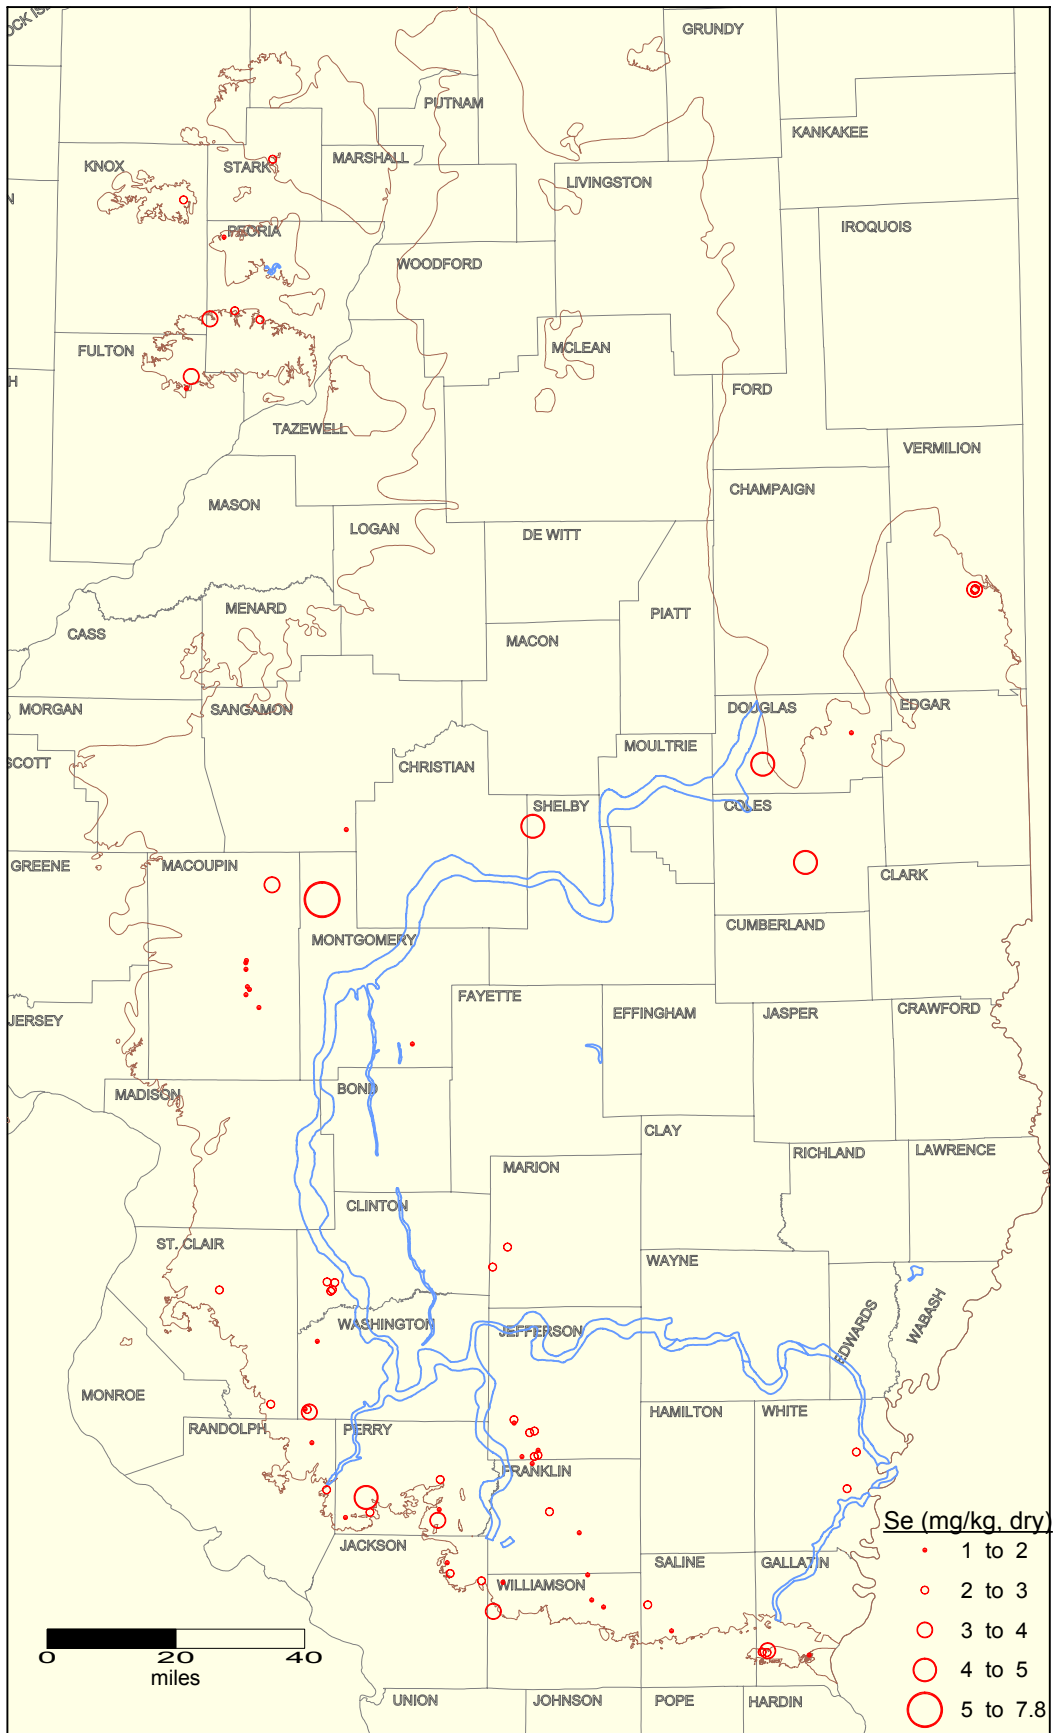 OCK IS
GRUNDY
PUTNAM
KANKAKEE
KNOX
STARK
MARSHALL
LIVINGSTON
N
IROQUOIS
PEORIA
WOODFORD
FULTON
MCLEAN
H
FORD
TAZEWELL
VERMILION
CHAMPAIGN
MASON
LOGAN
DE WITT
MENARD
PIATT
CASS
MACON
MORGAN
SANGAMON
DOUGLAS
EDGAR
MOULTRIE
SCOTT
CHRISTIAN
SHELBY
COLES
GREENE
MACOUPIN
CLARK
CUMBERLAND
MONTGOMERY
FAYETTE
EFFINGHAM
JASPER
CRAWFORD
JERSEY
MADISON
BOND
CLAY
RICHLAND
LAWRENCE
MARION
CLINTON
ST. CLAIR
WAYNE
WASHINGTON
JEFFERSON
EDWARDS
WABASH
MONROE
RANDOLPH
PERRY
HAMILTON
WHITE
FRANKLIN
JACKSON
SALINE
GALLATIN
WILLIAMSON
UNION
JOHNSON
POPE
HARDIN
Se (mg/kg, dry)
1 to 2
2 to 3
3 to 4
4 to 5
5 to 7.8
0 20 40
miles